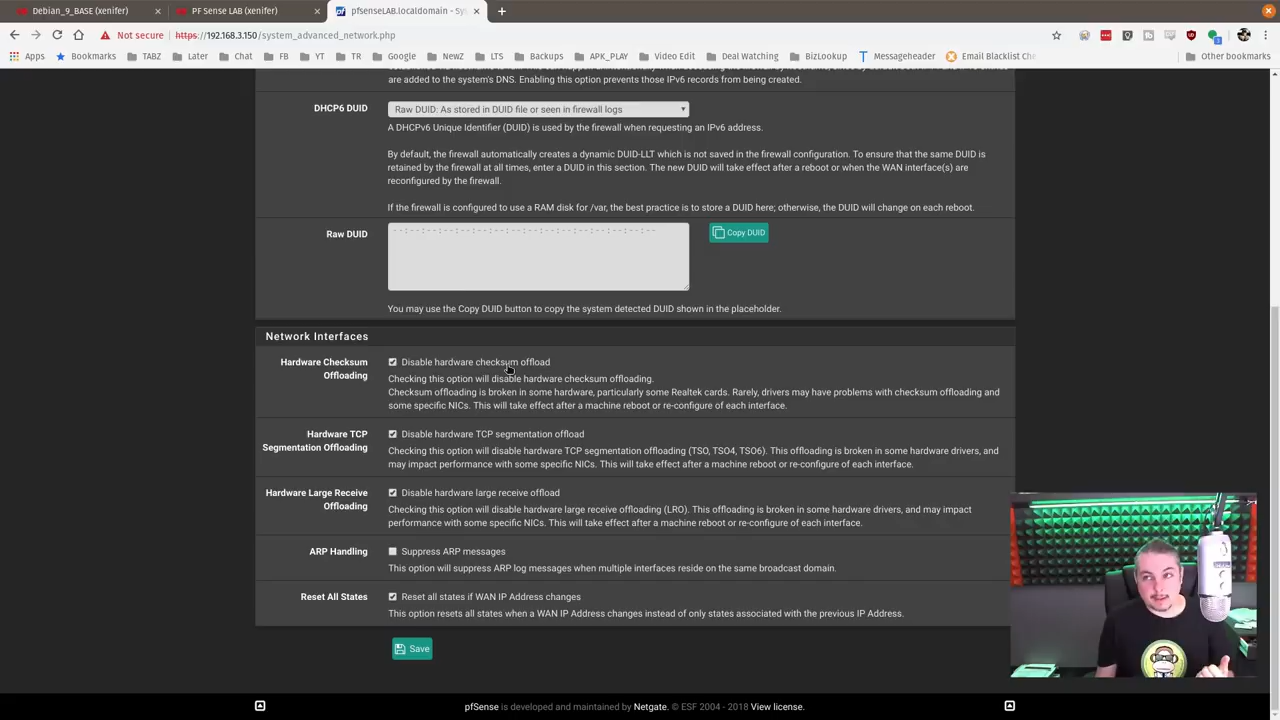 Debian_9_BASE (xenifer)
PF Sense LAB (xenifer)
pfsenseLAB.localdomain - Sy
Not secure https://192.168.3.150/system_advanced_network.php
Apps Bookmarks TABZ Later Chat FB YT TR Google NewZ LTS Backups APK_PLAY Video Edit Deal Watching BizLookup Messageheader Email Blacklist Che Other bookmarks
are added to the system's DNS. Enabling this option prevents those IPv6 records from being created.
DHCP6 DUID Raw DUID: As stored in DUID file or seen in firewall logs
A DHCPv6 Unique Identifier (DUID) is used by the firewall when requesting an IPv6 address.
By default, the firewall automatically creates a dynamic DUID-LLT which is not saved in the firewall configuration. To ensure that the same DUID is
retained by the firewall at all times, enter a DUID in this section. The new DUID will take effect after a reboot or when the WAN interface(s) are
reconfigured by the firewall.
If the firewall is configured to use a RAM disk for /var, the best practice is to store a DUID here; otherwise, the DUID will change on each reboot.
Raw DUID --:--:--:--:--:--:--:--:--:--:--:--:--:-- Copy DUID
You may use the Copy DUID button to copy the system detected DUID shown in the placeholder.
Network Interfaces
Hardware Checksum
Offloading
Disable hardware checksum offload
Checking this option will disable hardware checksum offloading.
Checksum offloading is broken in some hardware, particularly some Realtek cards. Rarely, drivers may have problems with checksum offloading and
some specific NICs. This will take effect after a machine reboot or re-configure of each interface.
Hardware TCP
Segmentation Offloading
Disable hardware TCP segmentation offload
Checking this option will disable hardware TCP segmentation offloading (TSO, TSO4, TSO6). This offloading is broken in some hardware drivers, and
may impact performance with some specific NICs. This will take effect after a machine reboot or re-configure of each interface.
Hardware Large Receive
Offloading
Disable hardware large receive offload
Checking this option will disable hardware large receive offloading (LRO). This offloading is broken in some hardware drivers, and may impact
performance with some specific NICs. This will take effect after a machine reboot or re-configure of each interface.
ARP Handling Suppress ARP messages
This option will suppress ARP log messages when multiple interfaces reside on the same broadcast domain.
Reset All States Reset all states if WAN IP Address changes
This option resets all states when a WAN IP Address changes instead of only states associated with the previous IP Address.
Save
pfSense is developed and maintained by Netgate. © ESF 2004 - 2018 View license.